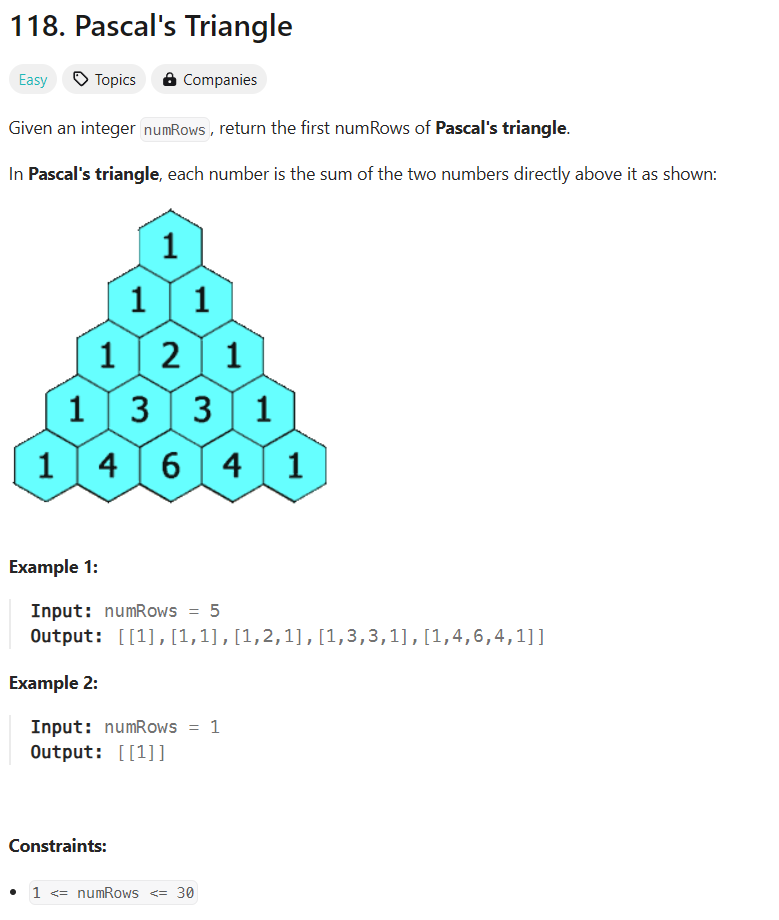 118. Pascal's Triangle
Easy Topics Companies
Given an integer numRows, return the first numRows of Pascal's triangle.
In Pascal's triangle, each number is the sum of the two numbers directly above it as shown:
1
1 1
1 2 1
1 3 3 1
1 4 6 4 1
Example 1:
Input: numRows = 5
Output: [[1],[1,1],[1,2,1],[1,3,3,1],[1,4,6,4,1]]
Example 2:
Input: numRows = 1
Output: [[1]]
Constraints:
• 1 <= numRows <= 30